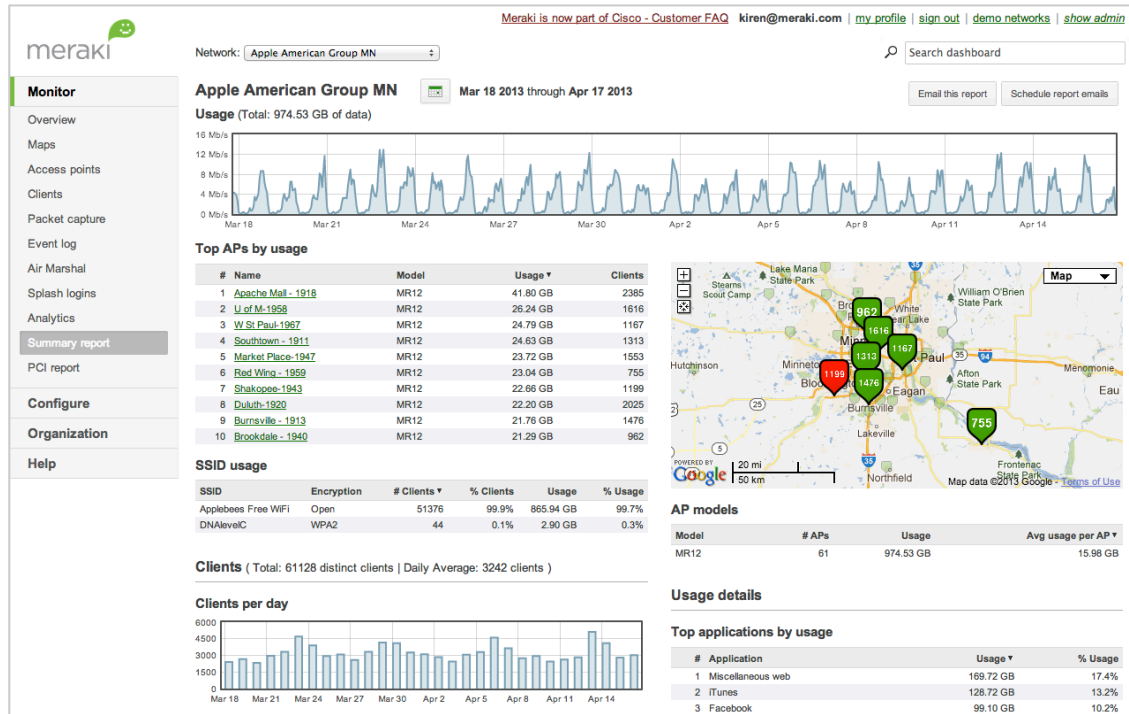 Meraki is now part of Cisco - Customer FAQ kiren@meraki.com | my profile | sign out | demo networks | show admin
meraki
Network: Apple American Group MN
Search dashboard
Monitor
Overview
Maps
Access points
Clients
Packet capture
Event log
Air Marshal
Splash logins
Analytics
Summary report
PCI report
Configure
Organization
Help
Apple American Group MN Mar 18 2013 through Apr 17 2013
Email this report Schedule report emails
Usage (Total: 974.53 GB of data)
16 Mb/s
12 Mb/s
8 Mb/s
4 Mb/s
0 Mb/s
Mar 18 Mar 21 Mar 24 Mar 27 Mar 30 Apr 2 Apr 5 Apr 8 Apr 11 Apr 14
Top APs by usage
# Name Model Usage ▼ Clients
1 Apache Mall - 1918 MR12 41.80 GB 2385
2 U of M-1958 MR12 26.24 GB 1616
3 W St Paul-1967 MR12 24.79 GB 1167
4 Southtown - 1911 MR12 24.63 GB 1313
5 Market Place-1947 MR12 23.72 GB 1553
6 Red Wing - 1959 MR12 23.04 GB 755
7 Shakopee-1943 MR12 22.66 GB 1199
8 Duluth-1920 MR12 22.20 GB 2025
9 Burnsville - 1913 MR12 21.76 GB 1476
10 Brookdale - 1940 MR12 21.29 GB 962
SSID usage
SSID Encryption # Clients ▼ % Clients Usage % Usage
Applebees Free WiFi Open 51376 99.9% 865.94 GB 99.7%
DNAlevelC WPA2 44 0.1% 2.90 GB 0.3%
Clients ( Total: 61128 distinct clients | Daily Average: 3242 clients )
Clients per day
6000
4500
3000
1500
0
Mar 18 Mar 21 Mar 24 Mar 27 Mar 30 Apr 2 Apr 5 Apr 8 Apr 11 Apr 14
Map
35
Lake Maria
State Park
Stearns
Scout Camp
William O'Brien
State Park
White
Bear Lake
962
1616
1313
1167
1199
1476
755
Paul
35
94
Hutchinson
Menomonie
Afton
State Park
Eagan
Eau
25
Burnsville
Lakeville
5
35
Northfield
Frontenac
State Park
POWERED BY
Google
20 mi
50 km
Map data ©2013 Google - Terms of Use
AP models
Model # APs Usage Avg usage per AP ▼
MR12 61 974.53 GB 15.98 GB
Usage details
Top applications by usage
# Application Usage ▼ % Usage
1 Miscellaneous web 169.72 GB 17.4%
2 iTunes 128.72 GB 13.2%
3 Facebook 99.10 GB 10.2%